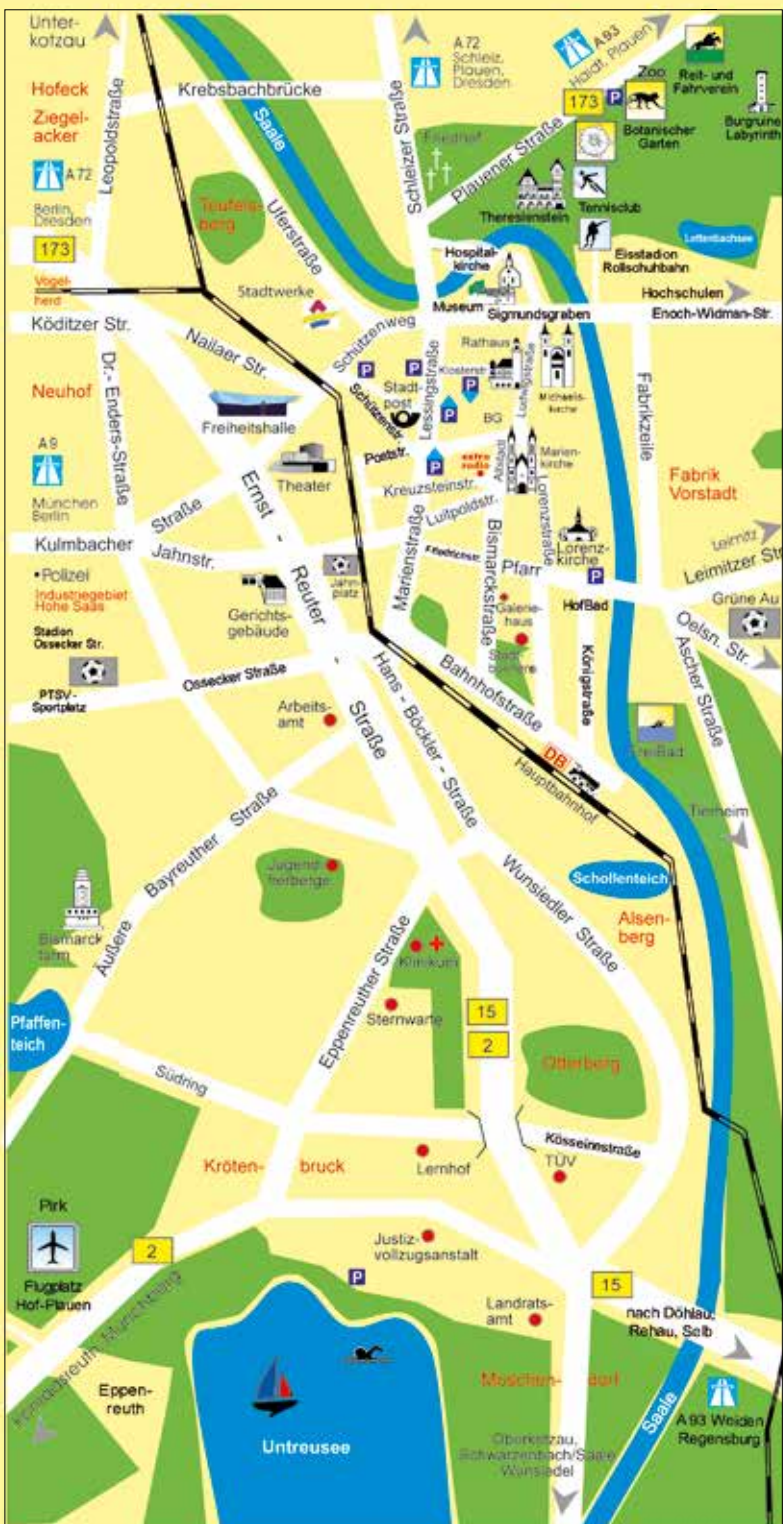 Unter-
kotzau
A 72
Schleiz,
Plauen,
Dresden
A 93
Haidt, Plauen
Zoo
Reit- und
Fahrverein
Hofeck
Ziegel-
acker
Leopoldstraße
Krebsbachbrücke
Saale
Schleizer Straße
173
P
Botanischer
Garten
Burgruine
Labyrinth
Friedhof
Plauener Straße
A 72
Berlin,
Dresden
173
Teufels-
berg
Uferstraße
Theresienstein
Tennisclub
Hospital-
kirche
Eisstadion
Rollschuhbahn
Vogel-
herd
Stadtwerke
Museum
Sigmundsgraben
Hochschulen
Enoch-Widman-Str.
Köditzer Str.
Nailaer Str.
Schützenweg
Dr.- Enders-Straße
Rathaus
Klosterstr.
Ludwigstraße
Michaelis-
kirche
Fabrikzeile
Neuhof
P
P
P
P
Stadt-
post
Lessingstraße
Schützenstr.
BG
Freiheitshalle
A 9
München
Berlin
Poststr.
extra
radio
Altstadt
Marien-
kirche
Theater
Kreuzsteinstr.
Fabrik
Vorstadt
Ernst - Reuter - Straße
Luitpoldstr.
Lorenzstraße
Bismarckstraße
Kulmbacher Straße
Jahnstr.
Marienstraße
Friedrichstr.
Pfarr
Lorenz-
kirche
P
Leimitz
Leimitzer Str.
•Polizei
Industriegebiet
Hohe Saas
Jahn-
platz
Grüne Au
Gerichts-
gebäude
Galerie-
haus
HofBad
Oelsn. Str.
Stadion
Ossecker Str.
Ascher Straße
PTSV-
Sportplatz
Ossecker Straße
Bahnhofstraße
Königstraße
Hans - Böckler - Straße
Arbeits-
amt
FreiBad
DB
Hauptbahnhof
Tierheim
Äußere Bayreuther Straße
Jugend
herberge
Schollenteich
Wunsiedler Straße
Alsen-
berg
Bismarck
turm
Eppenreuther Straße
Klinikum
Sternwarte
15
2
Pfaffen-
teich
Otterberg
Südring
Kösseinestraße
Lernhof
TÜV
Kröten-
bruck
Pirk
Flugplatz
Hof-Plauen
2
Justiz-
vollzugsanstalt
P
15
Landrats-
amt
nach Döhlau,
Rehau, Selb
Eppen-
reuth
Moschen-
dorf
Untreusee
Saale
A 93 Weiden
Regensburg
Schwarzenbach/Saale
Wunsiedel